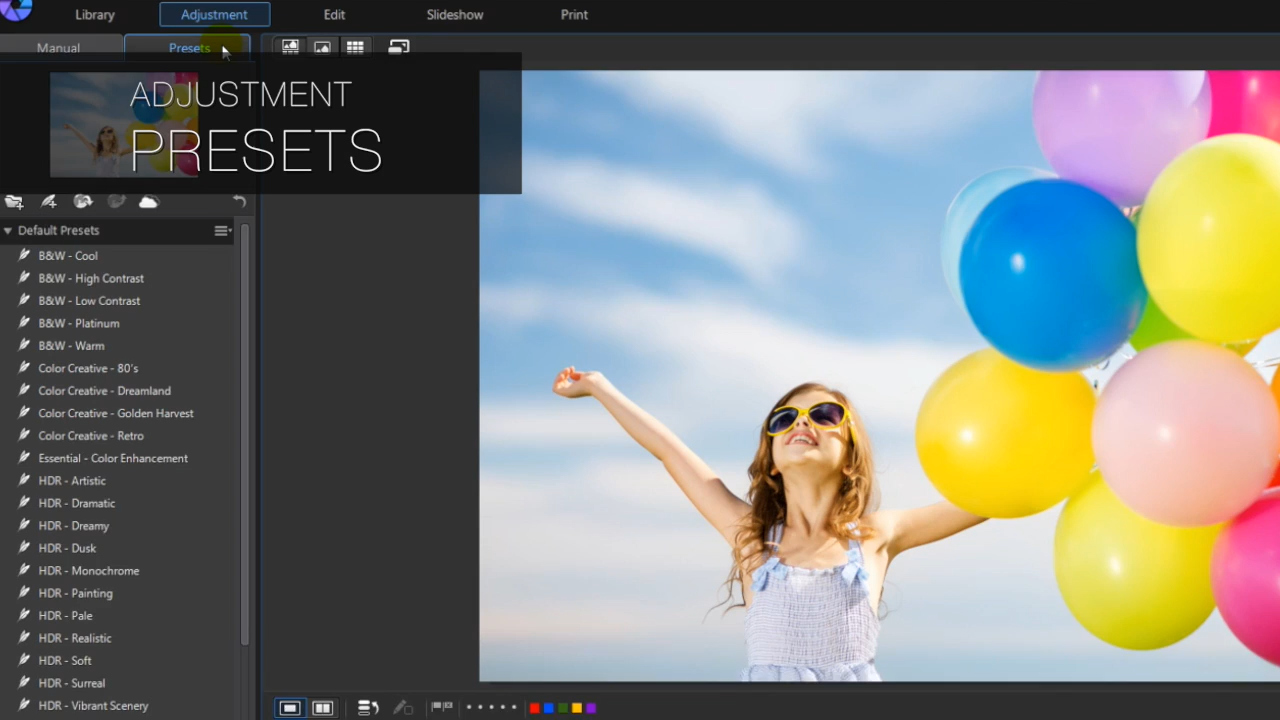 Library Adjustment Edit Slideshow Print
Manual Presets
ADJUSTMENT
PRESETS
Default Presets
B&W - Cool
B&W - High Contrast
B&W - Low Contrast
B&W - Platinum
B&W - Warm
Color Creative - 80's
Color Creative - Dreamland
Color Creative - Golden Harvest
Color Creative - Retro
Essential - Color Enhancement
HDR - Artistic
HDR - Dramatic
HDR - Dreamy
HDR - Dusk
HDR - Monochrome
HDR - Painting
HDR - Pale
HDR - Realistic
HDR - Soft
HDR - Surreal
HDR - Vibrant Scenery